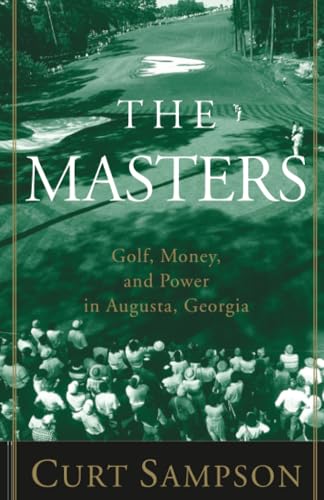 THE
MASTERS
Golf, Money,
and Power
in Augusta, Georgia
CURT SAMPSON